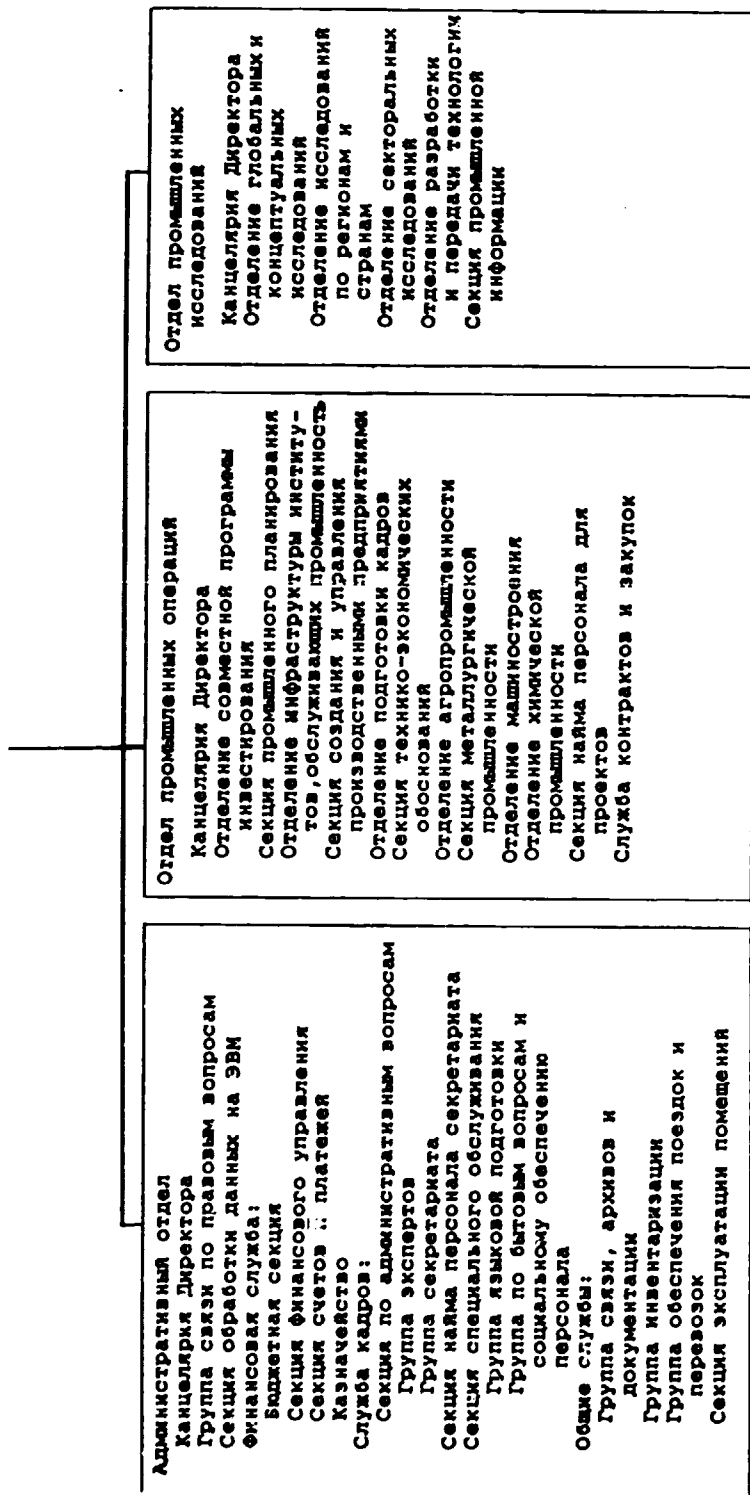 Административный отдел
Канцелярия Директора
Группа связи по правовым вопросам
Секция обработки данных на ЭВМ
Финансовая служба:
Бюджетная секция
Секция финансового управления
Секция счетов и платежей
Казначейство
Служба кадров:
Секция по административным вопросам
Группа экспертов
Группа секретариата
Секция найма персонала секретариата
Секция специального обслуживания
Группа языковой подготовки
Группа по бытовым вопросам и
социальному обеспечению
персонала
Общие службы:
Группа связи, архивов и
документации
Группа инвентаризации
Группа обеспечения поездок и
перевозок
Секция эксплуатации помещений
Отдел промышленных операций
Канцелярия Директора
Отделение совместной программы
инвестирования
Секция промышленного планирования
Отделение инфраструктуры институ-
тов, обслуживающих промышленность
Секция создания и управления
производственными предприятиями
Отделение подготовки кадров
Секция технико-экономических
обоснований
Отделение агропромышленности
Секция металлургической
промышленности
Отделение машиностроения
Отделение химической
промышленности
Секция найма персонала для
проектов
Служба контрактов и закупок
Отдел промышленных
исследований
Канцелярия Директора
Отделение глобальных и
концептуальных
исследований
Отделение исследований
по регионам и
странам
Отделение секторальных
исследований
Отделение разработки
и передачи технологии
Секция промышленной
информации